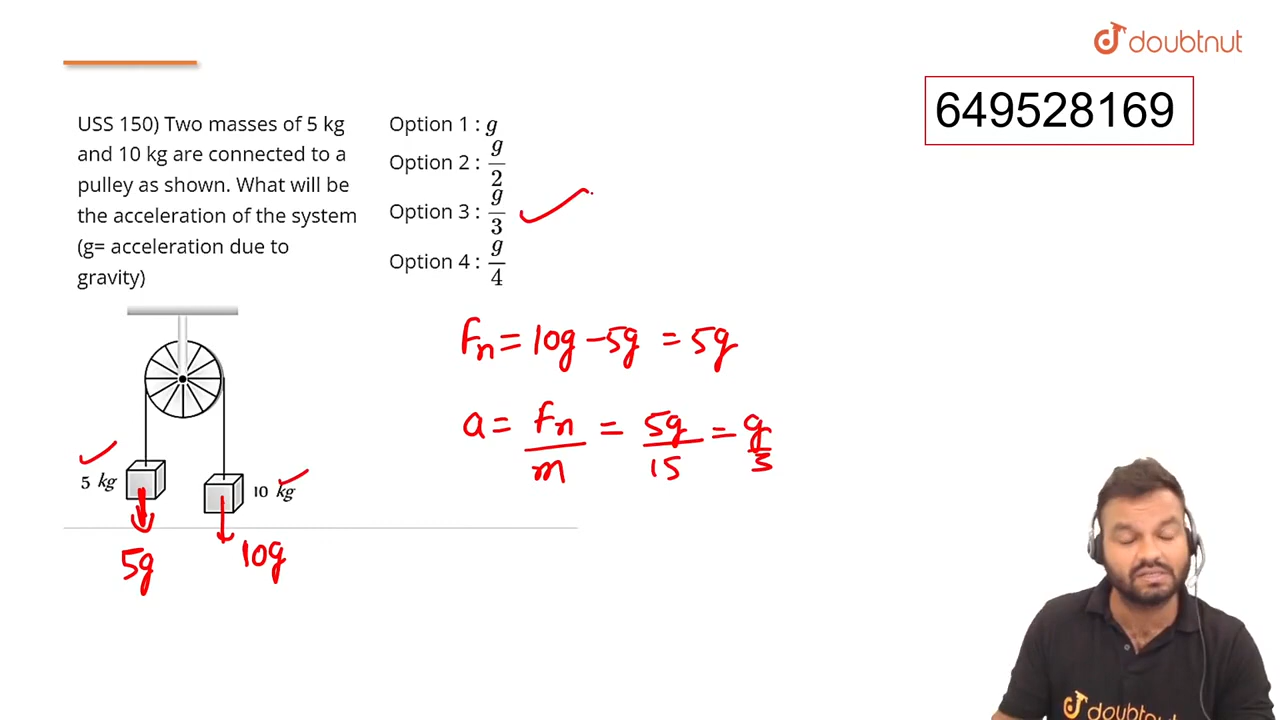 doubtnut
649528169
USS 150) Two masses of 5 kg
and 10 kg are connected to a
pulley as shown. What will be
the acceleration of the system
(g= acceleration due to
gravity)
Option 1 : g
Option 2 : g/2
Option 3 : g/3
Option 4 : g/4
Fn = 10g - 5g = 5g
a = Fn/m = 5g/15 = g/3
5 kg
10 kg
5g
10g
doubtnut